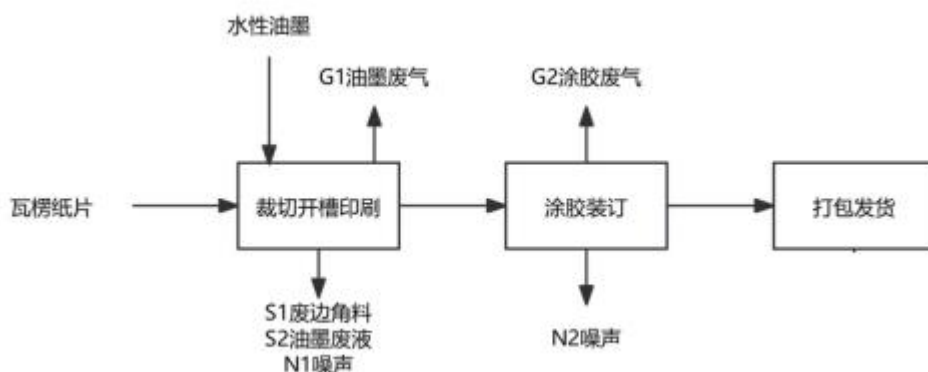 水性油墨
G1油墨废气
G2涂胶废气
瓦楞纸片
裁切开槽印刷
涂胶装订
打包发货
S1废边角料
S2油墨废液
N1噪声
N2噪声